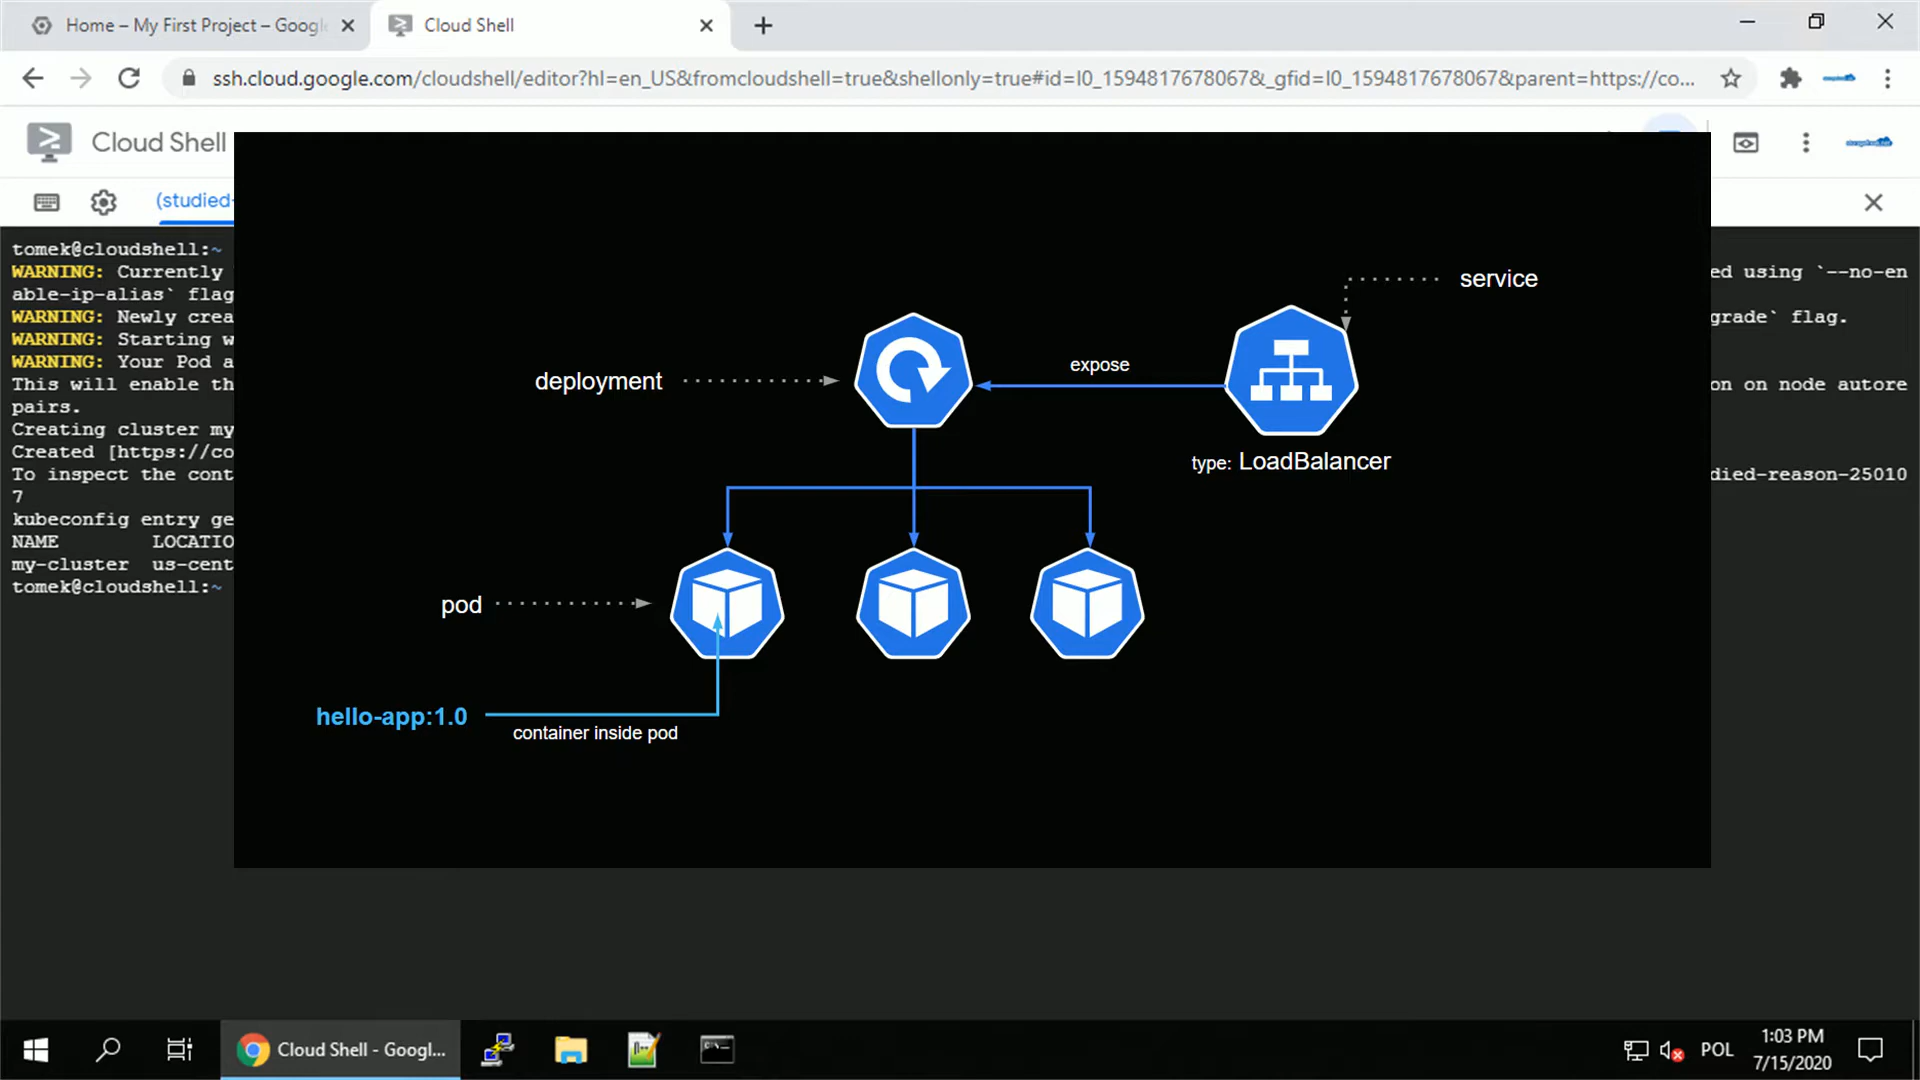 Home – My First Project – Googl
Cloud Shell
ssh.cloud.google.com/cloudshell/editor?hl=en_US&fromcloudshell=true&shellonly=true#id=I0_1594817678067&_gfid=I0_1594817678067&parent=https://co...
Cloud Shell
(studied-
tomek@cloudshell:~
WARNING: Currently
ed using `--no-en
able-ip-alias` flag
WARNING: Newly crea
grade` flag.
WARNING: Starting w
WARNING: Your Pod a
This will enable th
on on node autore
pairs.
Creating cluster my
Created [https://co
To inspect the cont
died-reason-25010
7
kubeconfig entry ge
NAME LOCATIO
my-cluster us-cent
tomek@cloudshell:~
service
deployment
expose
type: LoadBalancer
pod
hello-app:1.0
container inside pod
Cloud Shell - Googl...
POL
1:03 PM
7/15/2020